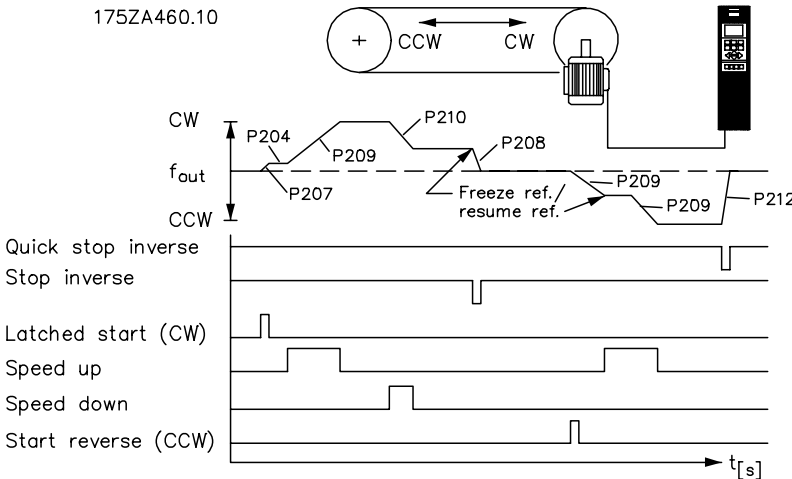 175ZA460.10
CCW
CW
CW
P204
P209
P210
P208
fout
P207
Freeze ref./
resume ref.
P209
P209
P212
CCW
Quick stop inverse
Stop inverse
Latched start (CW)
Speed up
Speed down
Start reverse (CCW)
t[s]